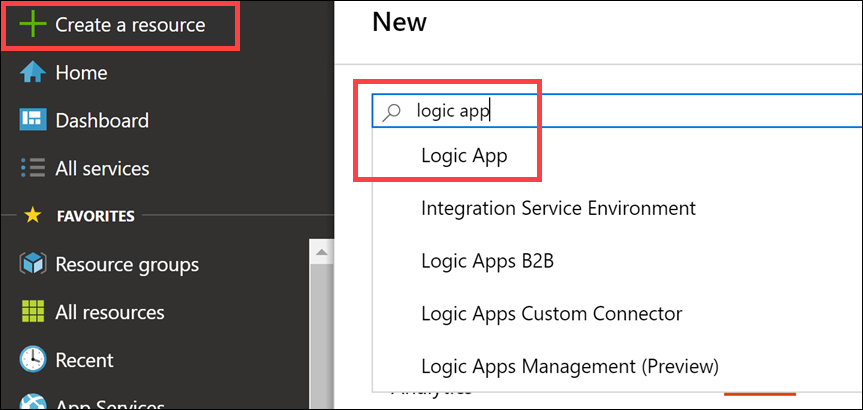 Create a resource
Home
Dashboard
All services
FAVORITES
Resource groups
All resources
Recent
App Services
New
logic app
Logic App
Integration Service Environment
Logic Apps B2B
Logic Apps Custom Connector
Logic Apps Management (Preview)
Analytics